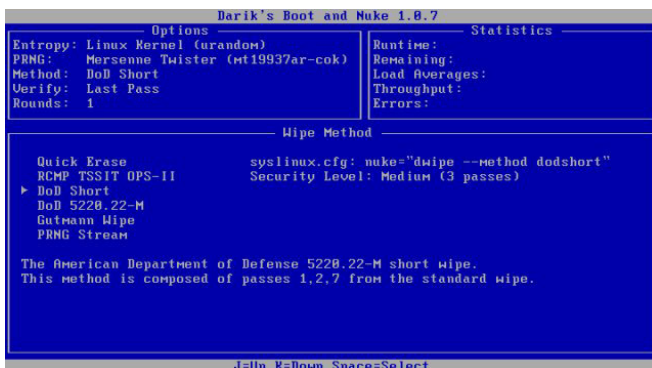 Darik's Boot and Nuke 1.0.7
Options
Entropy: Linux Kernel (urandom)
PRNG: Mersenne Twister (mt19937ar-cok)
Method: DoD Short
Verify: Last Pass
Rounds: 1
Statistics
Runtime:
Remaining:
Load Averages:
Throughput:
Errors:
Wipe Method
Quick Erase syslinux.cfg: nuke="dwipe --method dodshort"
RCMP TSSIT OPS-II Security Level: Medium (3 passes)
▶ DoD Short
DoD 5220.22-M
Gutmann Wipe
PRNG Stream
The American Department of Defense 5220.22-M short wipe.
This method is composed of passes 1,2,7 from the standard wipe.
J=Up K=Down Space=Select